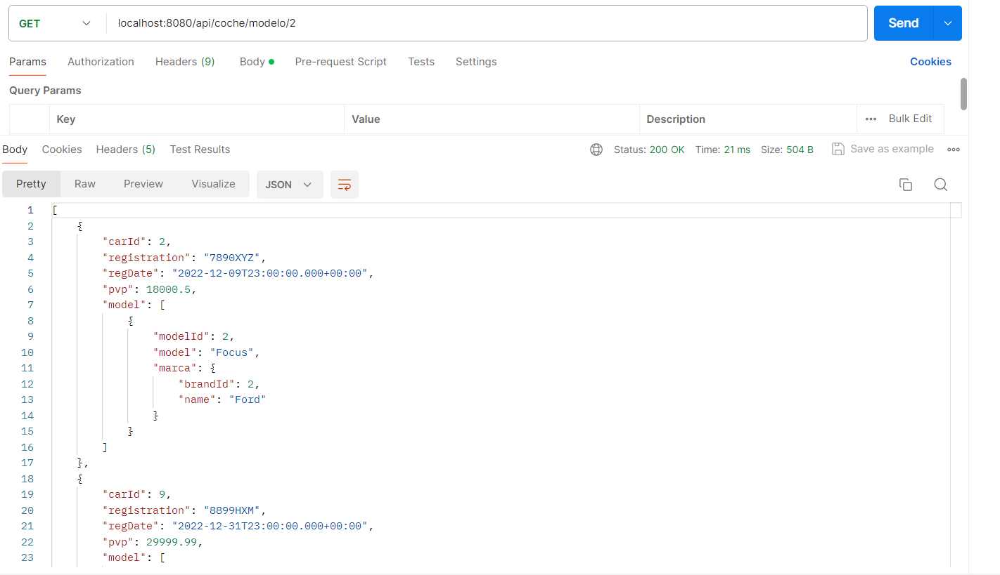 GET localhost:8080/api/coche/modelo/2 Send
Params Authorization Headers (9) Body Pre-request Script Tests Settings Cookies
Query Params
Key Value Description Bulk Edit
Body Cookies Headers (5) Test Results Status: 200 OK Time: 21 ms Size: 504 B Save as example
Pretty Raw Preview Visualize JSON
1 [
2 {
3 "carId": 2,
4 "registration": "7890XYZ",
5 "regDate": "2022-12-09T23:00:00.000+00:00",
6 "pvp": 18000.5,
7 "model": [
8 {
9 "modelId": 2,
10 "model": "Focus",
11 "marca": {
12 "brandId": 2,
13 "name": "Ford"
14 }
15 }
16 ]
17 },
18 {
19 "carId": 9,
20 "registration": "8899HXM",
21 "regDate": "2022-12-31T23:00:00.000+00:00",
22 "pvp": 29999.99,
23 "model": [